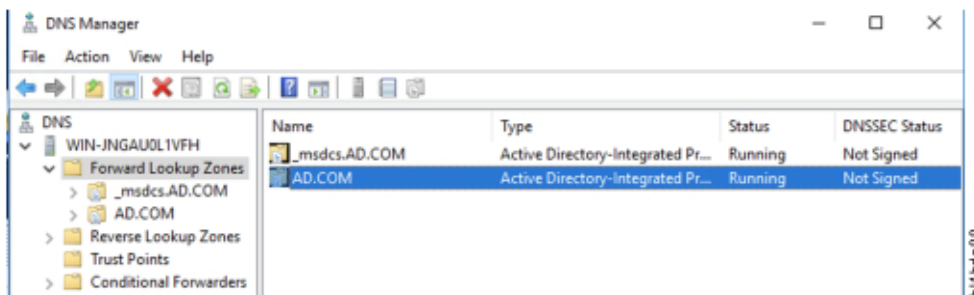 DNS Manager
File Action View Help
DNS
WIN-JNGAU0L1VFH
Forward Lookup Zones
_msdcs.AD.COM
AD.COM
Reverse Lookup Zones
Trust Points
Conditional Forwarders
Name Type Status DNSSEC Status
_msdcs.AD.COM Active Directory-Integrated Pr... Running Not Signed
AD.COM Active Directory-Integrated Pr... Running Not Signed